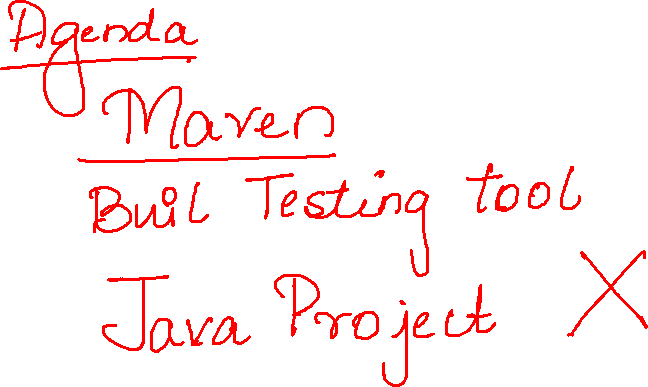 Agenda
Maven
Buil Testing tool
Java Project X